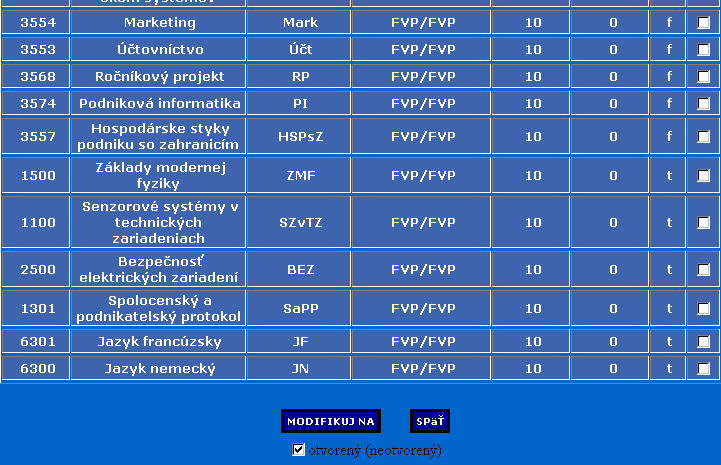 3554 Marketing Mark FVP/FVP 10 0 f
3553 Účtovníctvo Účt FVP/FVP 10 0 f
3568 Ročníkový projekt RP FVP/FVP 10 0 f
3574 Podniková informatika PI FVP/FVP 10 0 f
3557 Hospodárske styky podniku so zahranicím HSPsZ FVP/FVP 10 0 f
1500 Základy modernej fyziky ZMF FVP/FVP 10 0 t
1100 Senzorové systémy v technických zariadeniach SZvTZ FVP/FVP 10 0 t
2500 Bezpečnosť elektrických zariadení BEZ FVP/FVP 10 0 t
1301 Spolocenský a podnikatelský protokol SaPP FVP/FVP 10 0 t
6301 Jazyk francúzsky JF FVP/FVP 10 0 t
6300 Jazyk nemecký JN FVP/FVP 10 0 t
MODIFIKUJ NA SPäŤ
otvorený (neotvorený)